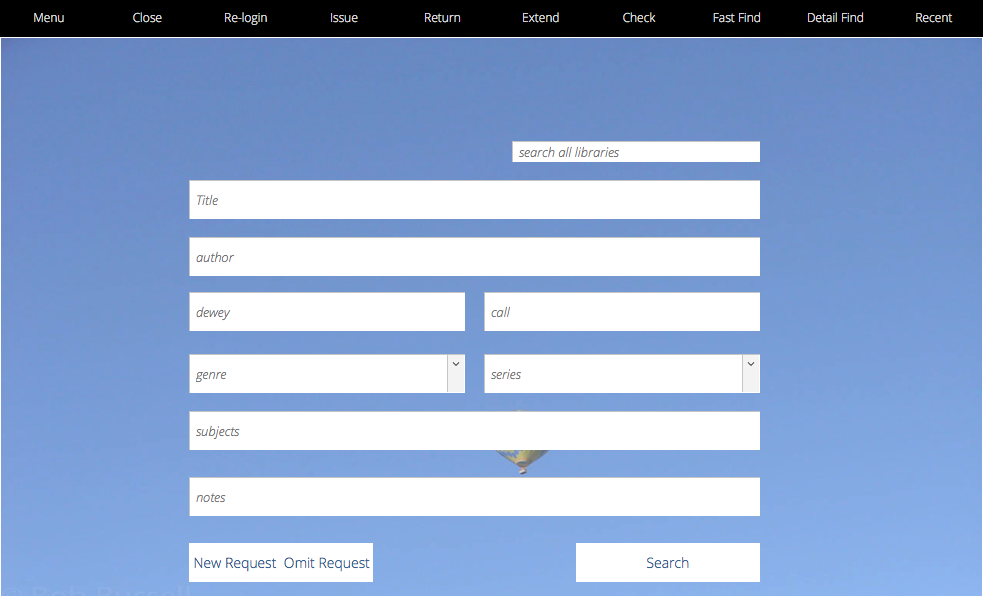 Menu Close Re-login Issue Return Extend Check Fast Find Detail Find Recent
search all libraries
Title
author
dewey call
genre series
subjects
notes
New Request Omit Request Search